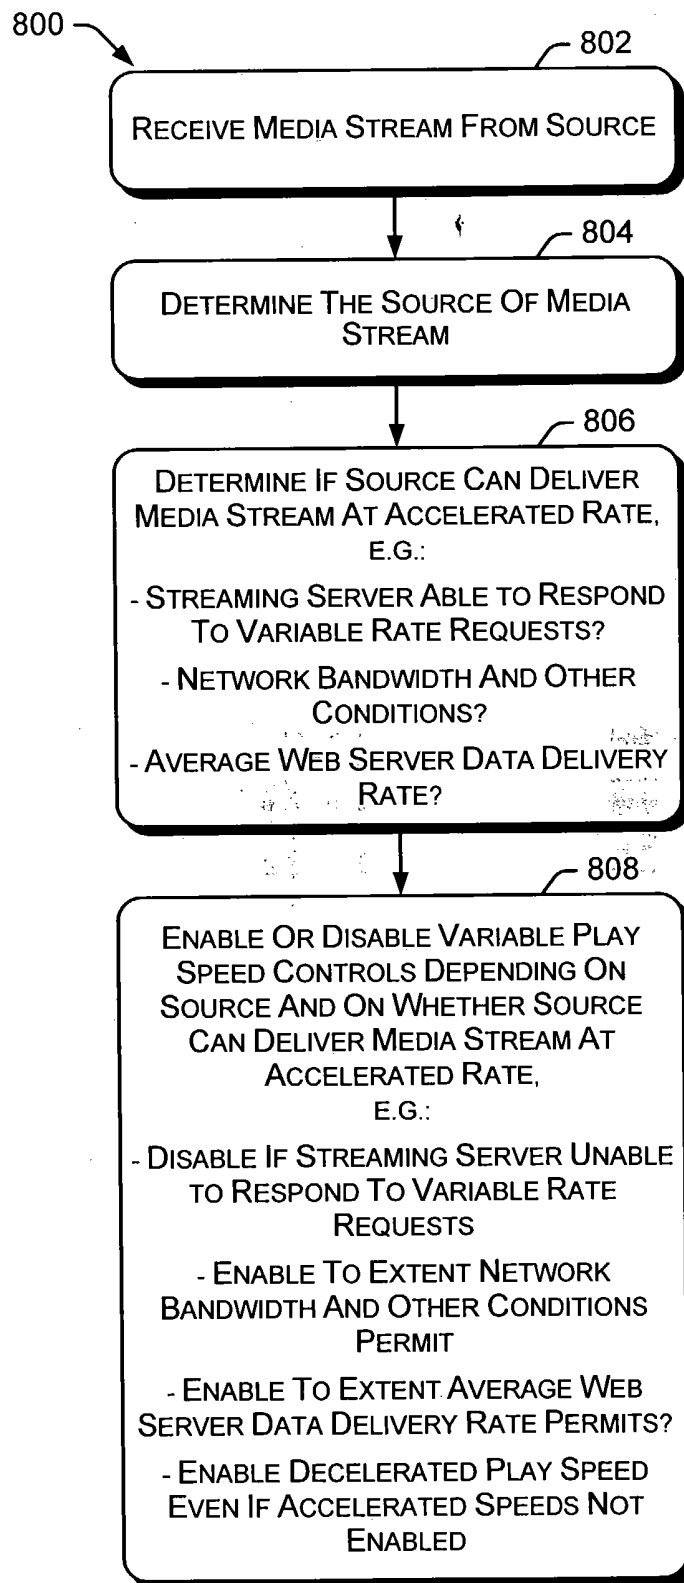 800
802
RECEIVE MEDIA STREAM FROM SOURCE
804
DETERMINE THE SOURCE OF MEDIA
STREAM
806
DETERMINE IF SOURCE CAN DELIVER
MEDIA STREAM AT ACCELERATED RATE,
E.G.:
- STREAMING SERVER ABLE TO RESPOND
TO VARIABLE RATE REQUESTS?
- NETWORK BANDWIDTH AND OTHER
CONDITIONS?
- AVERAGE WEB SERVER DATA DELIVERY
RATE?
808
ENABLE OR DISABLE VARIABLE PLAY
SPEED CONTROLS DEPENDING ON
SOURCE AND ON WHETHER SOURCE
CAN DELIVER MEDIA STREAM AT
ACCELERATED RATE,
E.G.:
- DISABLE IF STREAMING SERVER UNABLE
TO RESPOND TO VARIABLE RATE
REQUESTS
- ENABLE TO EXTENT NETWORK
BANDWIDTH AND OTHER CONDITIONS
PERMIT
- ENABLE TO EXTENT AVERAGE WEB
SERVER DATA DELIVERY RATE PERMITS?
- ENABLE DECELERATED PLAY SPEED
EVEN IF ACCELERATED SPEEDS NOT
ENABLED